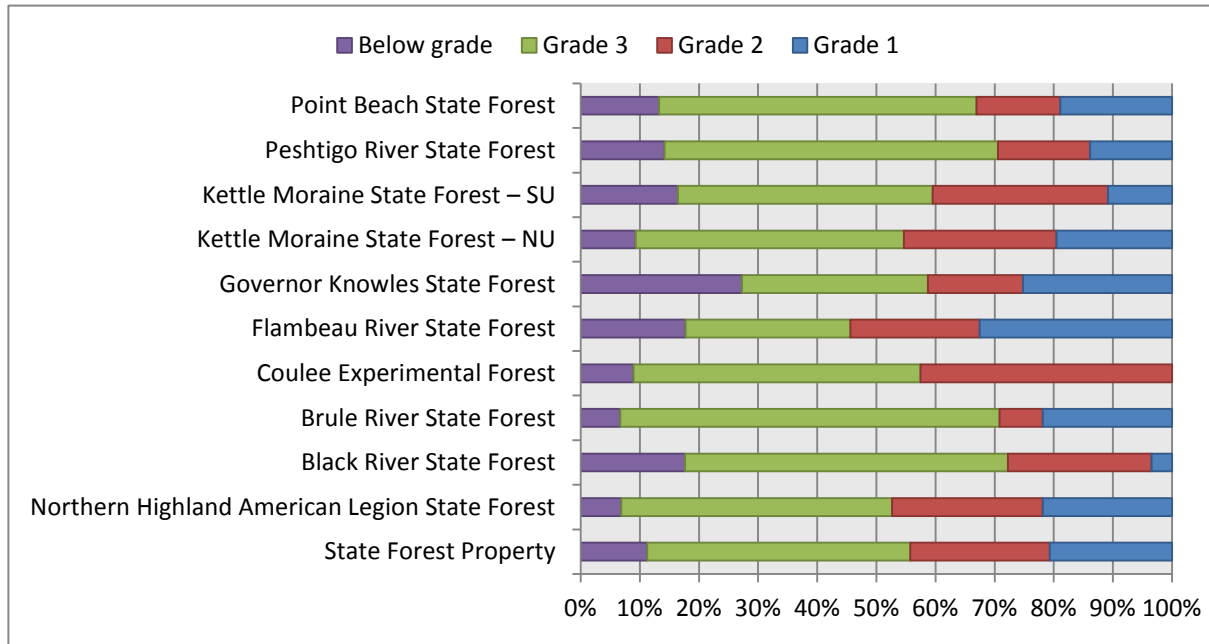 Below grade Grade 3 Grade 2 Grade 1
Point Beach State Forest
Peshtigo River State Forest
Kettle Moraine State Forest – SU
Kettle Moraine State Forest – NU
Governor Knowles State Forest
Flambeau River State Forest
Coulee Experimental Forest
Brule River State Forest
Black River State Forest
Northern Highland American Legion State Forest
State Forest Property
0% 10% 20% 30% 40% 50% 60% 70% 80% 90% 100%